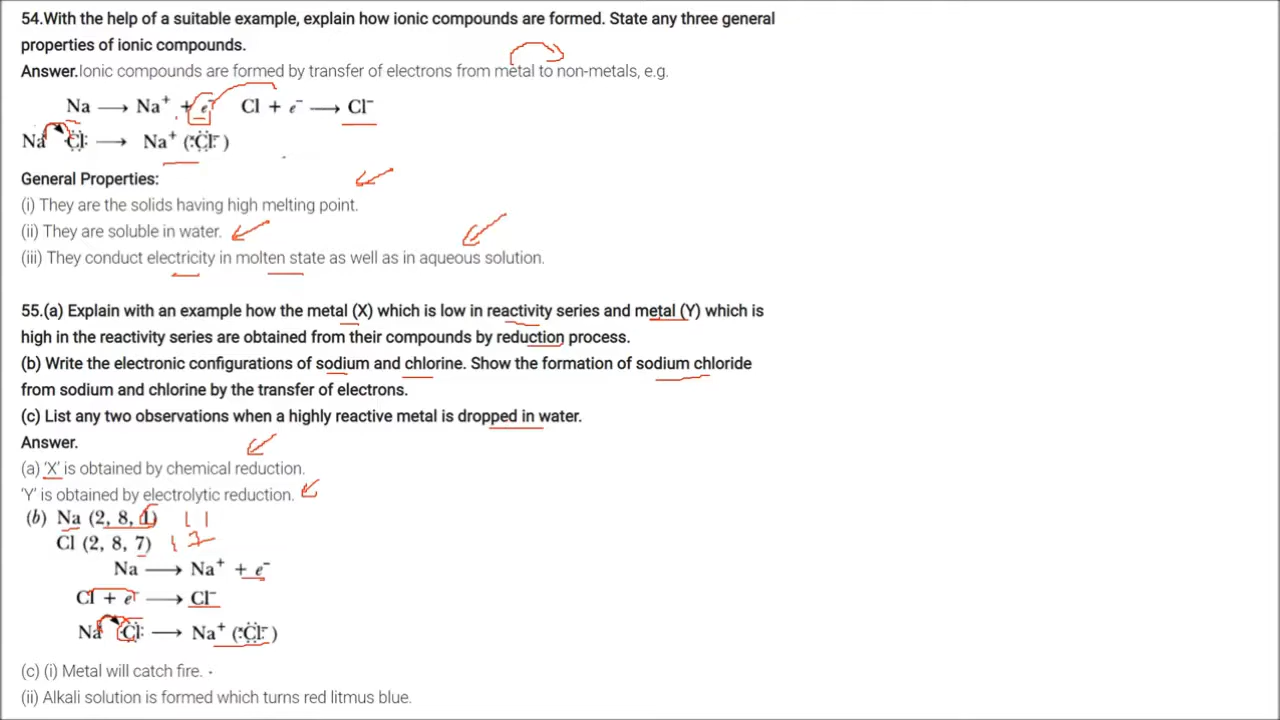 54.With the help of a suitable example, explain how ionic compounds are formed. State any three general
properties of ionic compounds.
Answer.Ionic compounds are formed by transfer of electrons from metal to non-metals, e.g.
Na ⟶ Na⁺ + e⁻ Cl + e⁻ ⟶ Cl⁻
Na Cl ⟶ Na⁺ (Cl⁻)
General Properties:
(i) They are the solids having high melting point.
(ii) They are soluble in water.
(iii) They conduct electricity in molten state as well as in aqueous solution.
55.(a) Explain with an example how the metal (X) which is low in reactivity series and metal (Y) which is
high in the reactivity series are obtained from their compounds by reduction process.
(b) Write the electronic configurations of sodium and chlorine. Show the formation of sodium chloride
from sodium and chlorine by the transfer of electrons.
(c) List any two observations when a highly reactive metal is dropped in water.
Answer.
(a) 'X' is obtained by chemical reduction.
'Y' is obtained by electrolytic reduction.
(b) Na (2, 8, 1) 11
Cl (2, 8, 7) 17
Na ⟶ Na⁺ + e⁻
Cl + e⁻ ⟶ Cl⁻
Na Cl ⟶ Na⁺ (Cl⁻)
(c) (i) Metal will catch fire.
(ii) Alkali solution is formed which turns red litmus blue.